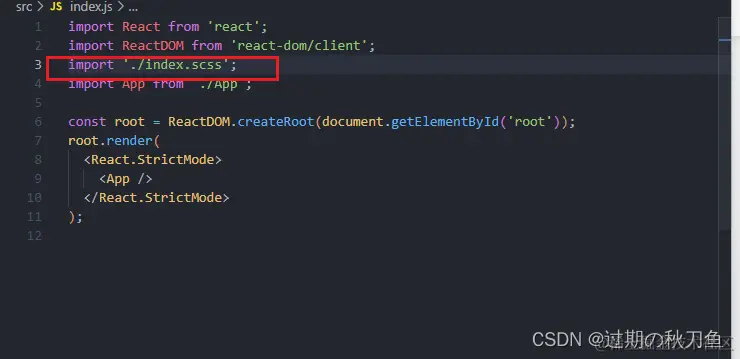 src > JS index.js > ...
1 import React from 'react';
2 import ReactDOM from 'react-dom/client';
3 import './index.scss';
4 import App from './App';
5
6 const root = ReactDOM.createRoot(document.getElementById('root'));
7 root.render(
8 <React.StrictMode>
9 <App />
10 </React.StrictMode>
11 );
12
CSDN @过期の秋刀鱼